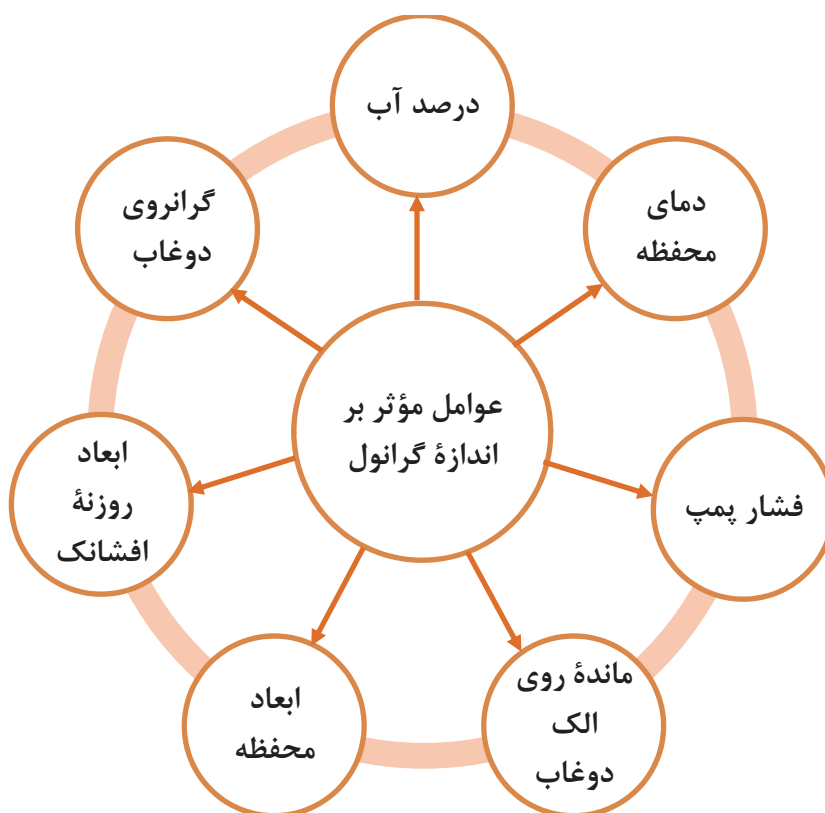 درصد آب
دمای
محفظه
فشار پمپ
ماندهٔ روی
الک
دوغاب
ابعاد
محفظه
ابعاد
روزنهٔ
افشانک
گرانروی
دوغاب
عوامل مؤثر بر
اندازهٔ گرانول